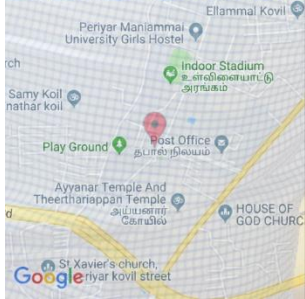 Ellammal Kovil
Periyar Maniammai
University Girls Hostel
Indoor Stadium
உள்விளையாட்டு
அரங்கம்
rch
Samy Koil
nathar koil
Play Ground
Post Office
தபால் நிலையம்
Ayyanar Temple And
Theerthariappan Temple
அய்யனார்
கோயில்
d
HOUSE OF
GOD CHURC
St.Xavier's church,
eriyar kovil street
Google